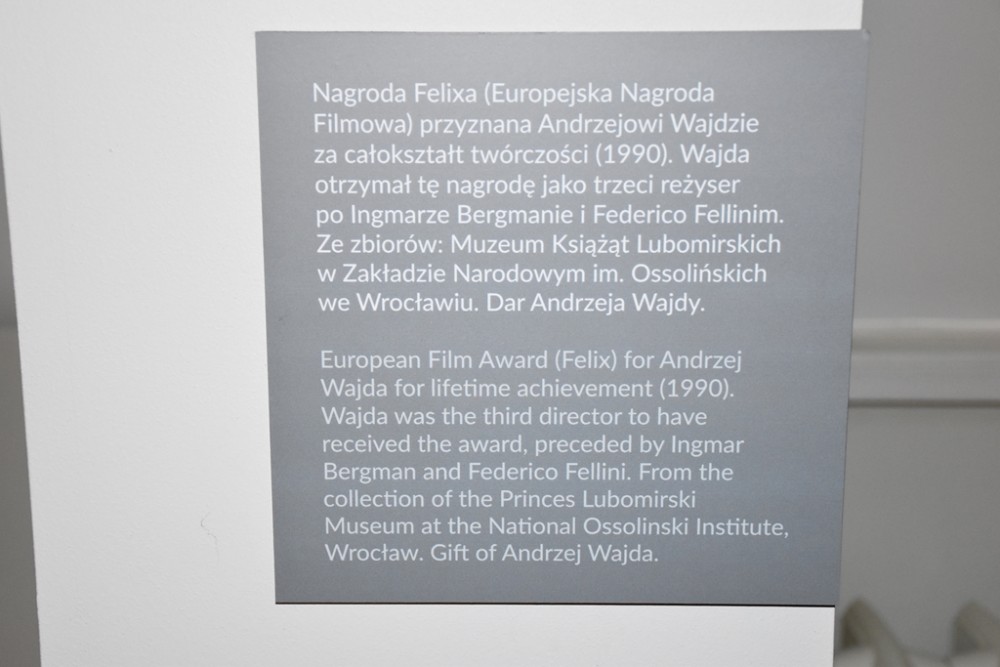 Nagroda Felixa (Europejska Nagroda
Filmowa) przyznana Andrzejowi Wajdzie
za całokształt twórczości (1990). Wajda
otrzymał tę nagrodę jako trzeci reżyser
po Ingmarze Bergmanie i Federico Fellinim.
Ze zbiorów: Muzeum Książąt Lubomirskich
w Zakładzie Narodowym im. Ossolińskich
we Wrocławiu. Dar Andrzeja Wajdy.
European Film Award (Felix) for Andrzej
Wajda for lifetime achievement (1990).
Wajda was the third director to have
received the award, preceded by Ingmar
Bergman and Federico Fellini. From the
collection of the Princes Lubomirski
Museum at the National Ossolinski Institute,
Wrocław. Gift of Andrzej Wajda.